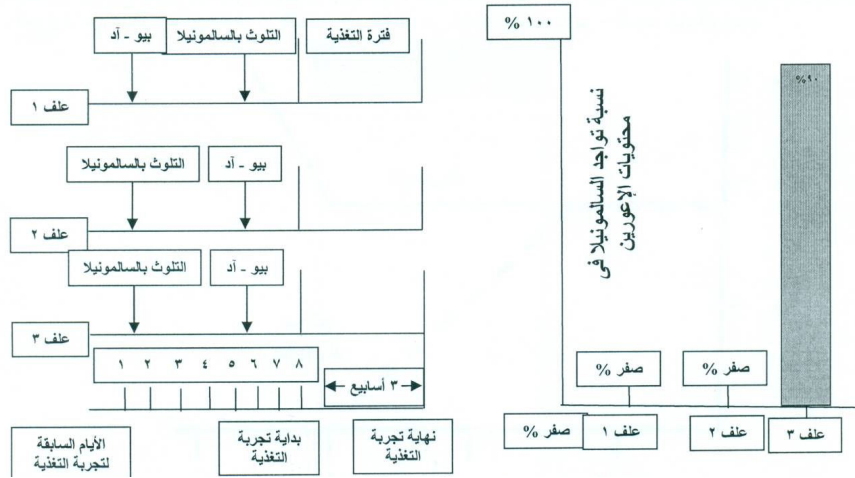 بيو - آد
التلوث بالسالمونيلا
فترة التغذية
علف ١
التلوث بالسالمونيلا
بيو - آد
علف ٢
التلوث بالسالمونيلا
بيو - آد
علف ٣
١ ٢ ٣ ٤ ٥ ٦ ٧ ٨
٣ أسابيع
الأيام السابقة
لتجربة التغذية
بداية تجربة
التغذية
نهاية تجربة
التغذية
١٠٠ %
نسبة تواجد السالمونيلا فى
محتويات الإعورين
٩٠%
صفر %
صفر %
صفر %
علف ١
علف ٢
علف ٣